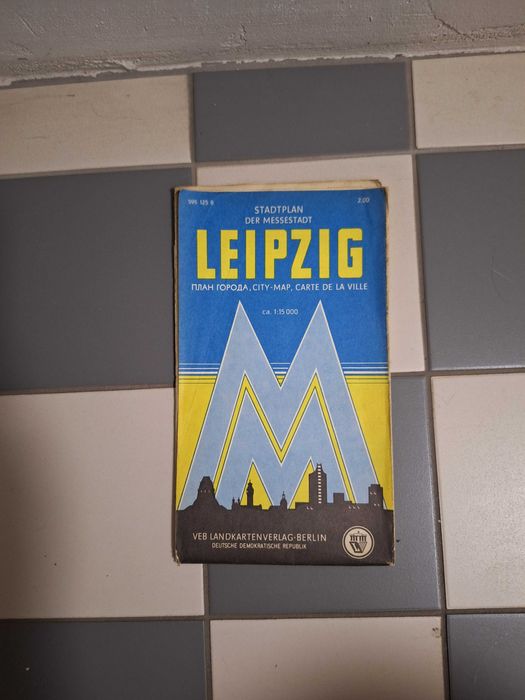 595 125 8
2.00
STADTPLAN
DER MESSESTADT
LEIPZIG
ПЛАН ГОРОДА, CITY-MAP, CARTE DE LA VILLE
ca. 1:15 000
VEB LANDKARTENVERLAG·BERLIN
DEUTSCHE DEMOKRATISCHE REPUBLIK